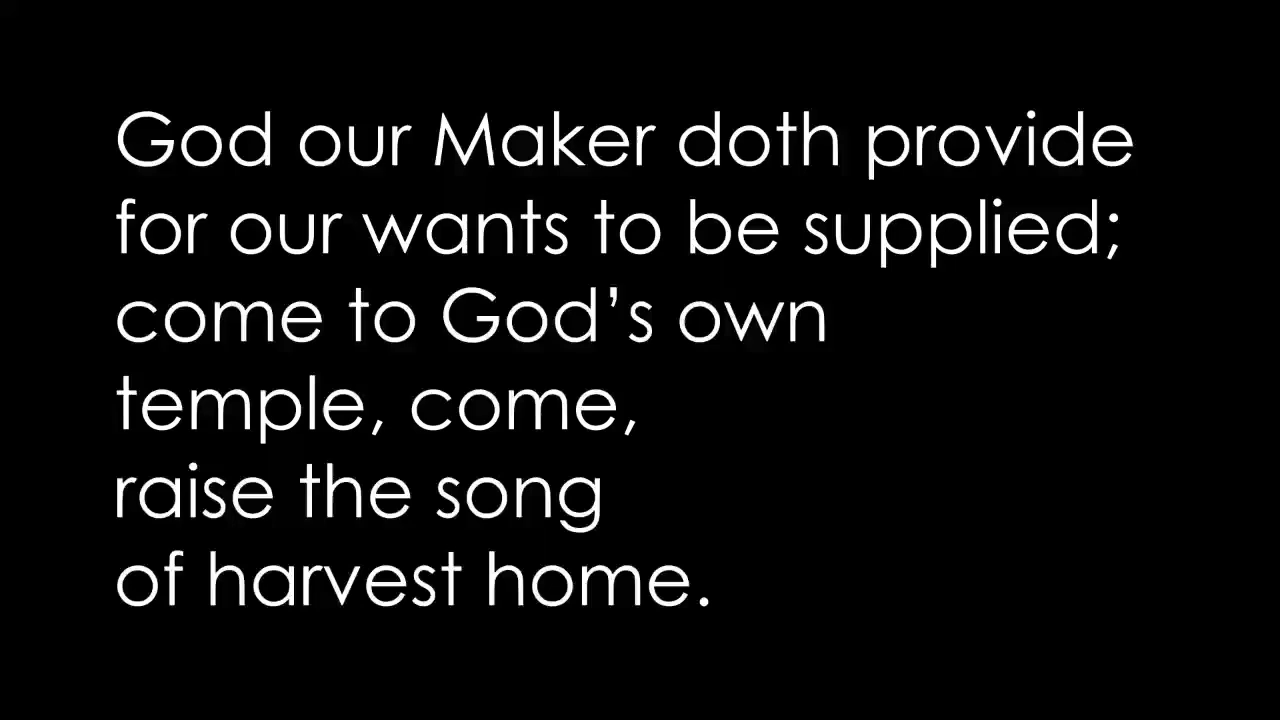 God our Maker doth provide
for our wants to be supplied;
come to God’s own
temple, come,
raise the song
of harvest home.